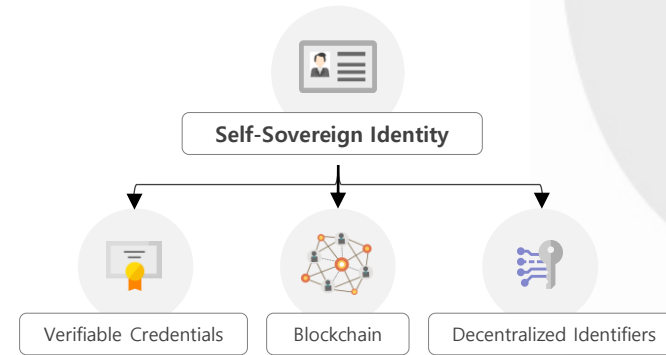 Self-Sovereign Identity
Verifiable Credentials
Blockchain
Decentralized Identifiers